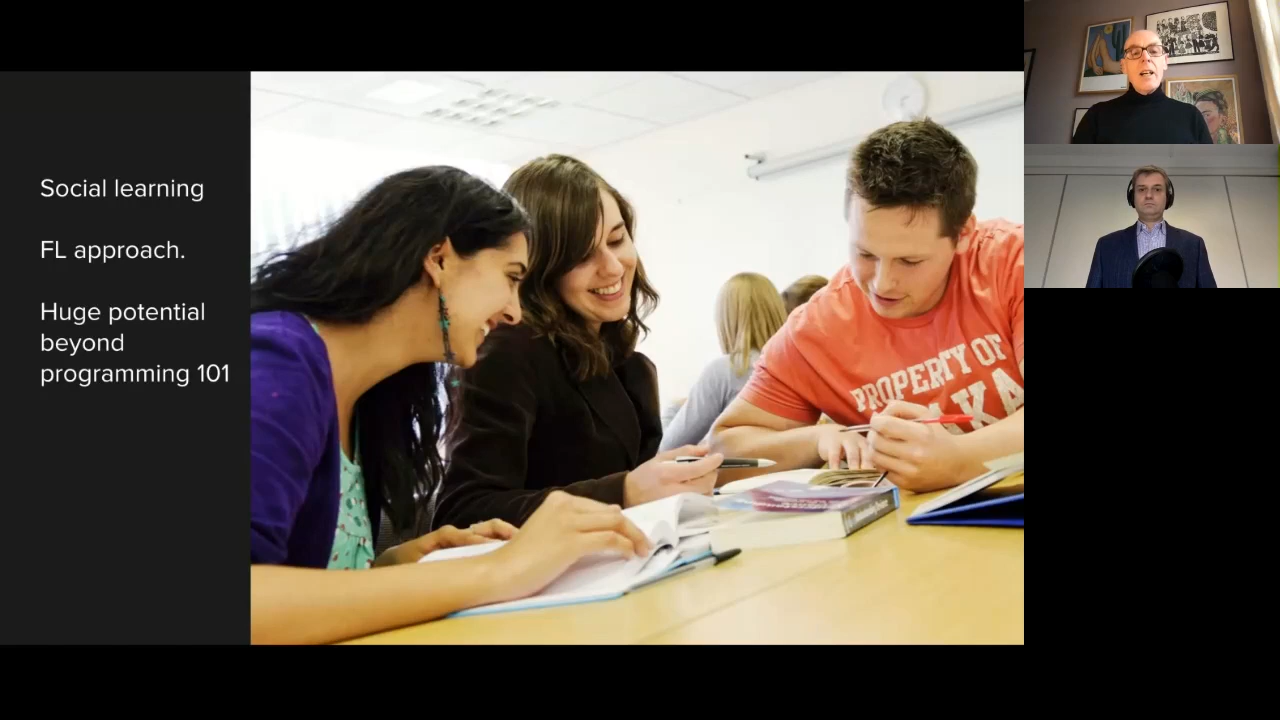 Social learning
FL approach.
Huge potential
beyond
programming 101
PROPERTY OF